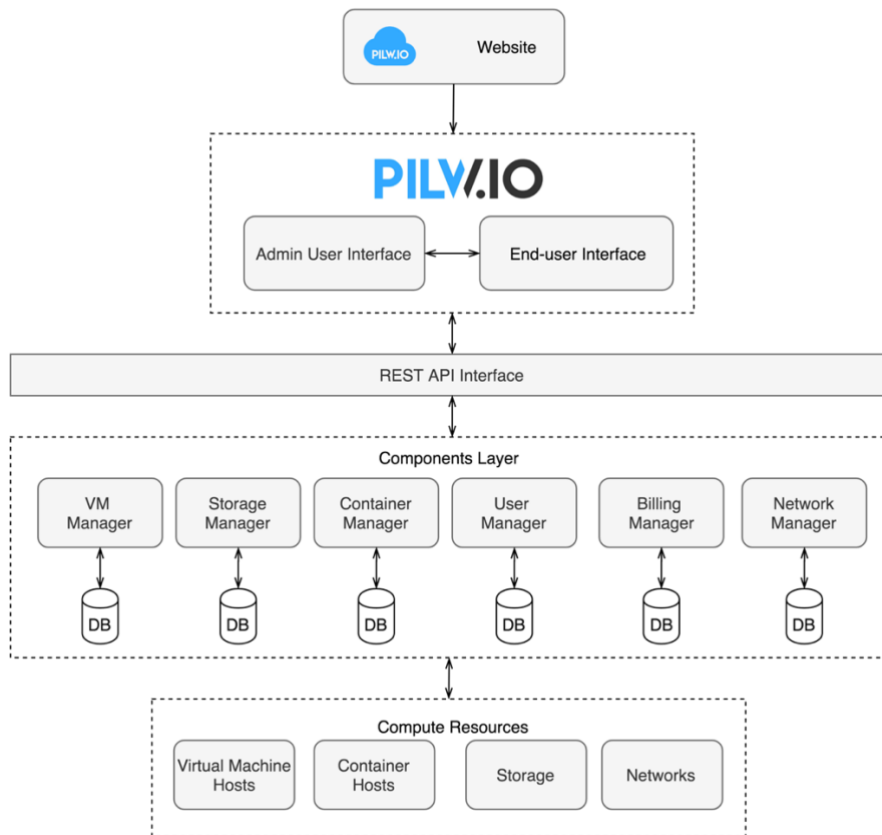 PILW.IO
Website
PILW.IO
Admin User Interface
End-user Interface
REST API Interface
Components Layer
VM
Manager
Storage
Manager
Container
Manager
User
Manager
Billing
Manager
Network
Manager
DB
DB
DB
DB
DB
DB
Compute Resources
Virtual Machine
Hosts
Container
Hosts
Storage
Networks